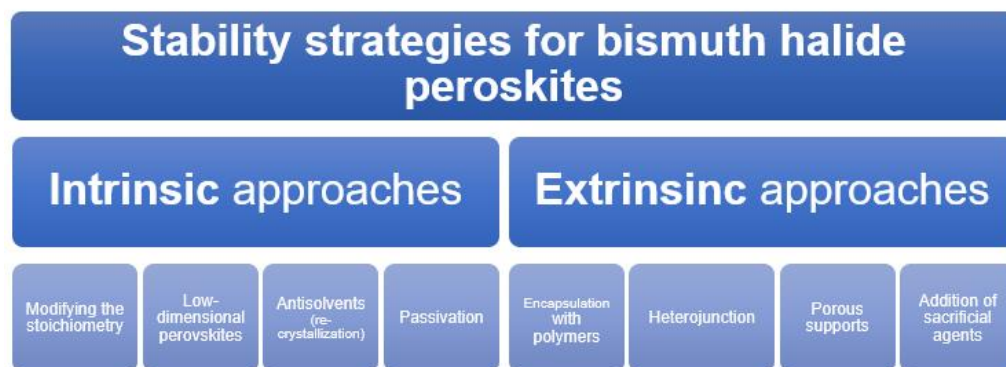 Stability strategies for bismuth halide
peroskites
Intrinsic approaches
Extrinsinc approaches
Modifying the
stoichiometry
Low-
dimensional
perovskites
Antisolvents
(re-
crystallization)
Passivation
Encapsulation
with
polymers
Heterojunction
Porous
supports
Addition of
sacrificial
agents